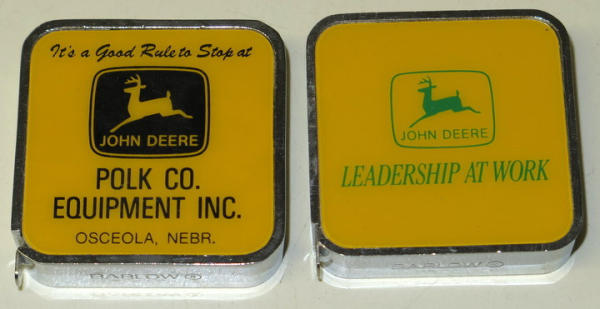 It's a Good Rule to Stop at
JOHN DEERE
POLK CO.
EQUIPMENT INC.
OSCEOLA, NEBR.
BARLOW ®
JOHN DEERE
LEADERSHIP AT WORK
BARLOW ®